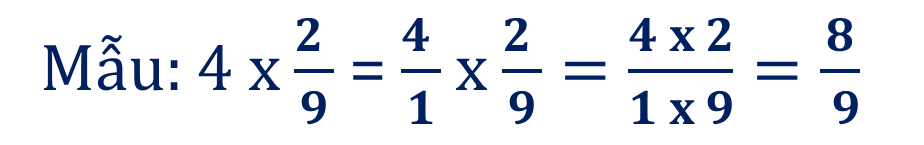 Mẫu: 4 x 2/9 = 4/1 x 2/9 = (4 x 2)/(1 x 9) = 8/9